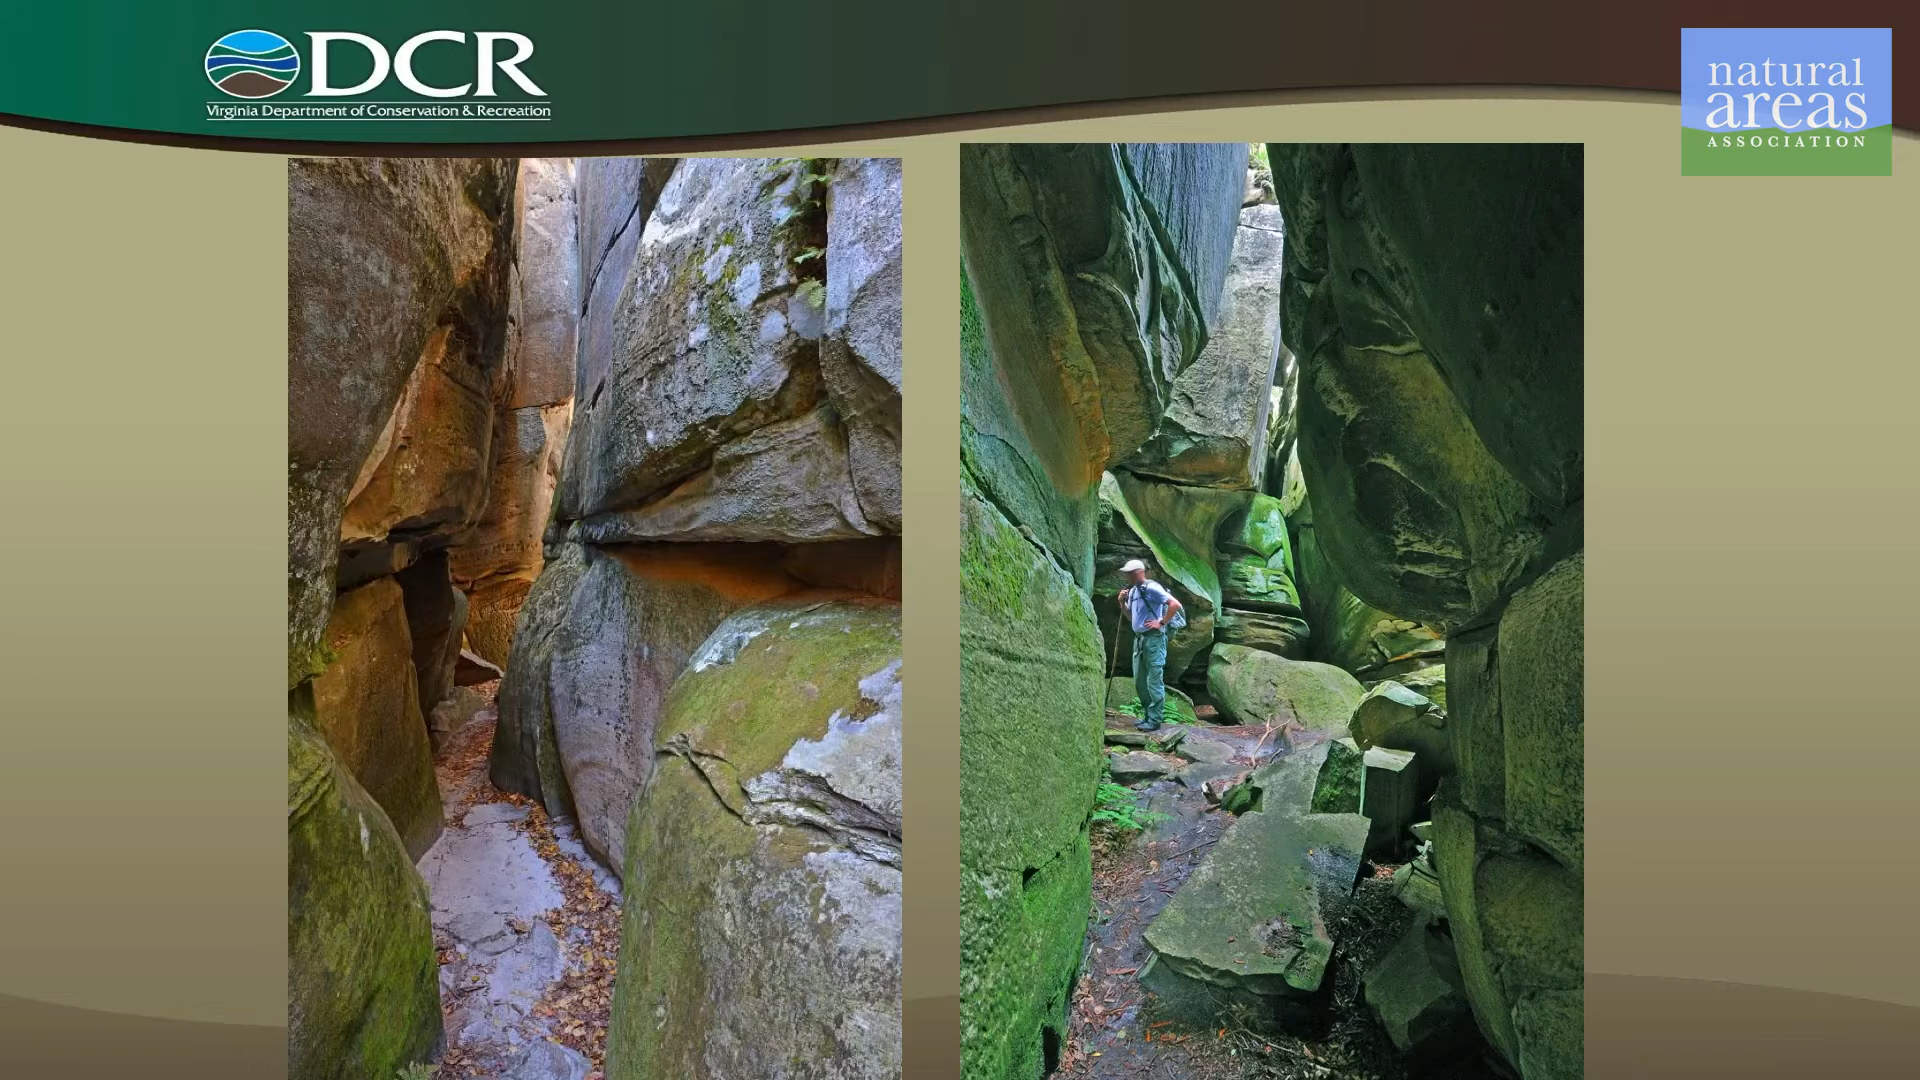 DCR
Virginia Department of Conservation & Recreation
natural
areas
ASSOCIATION